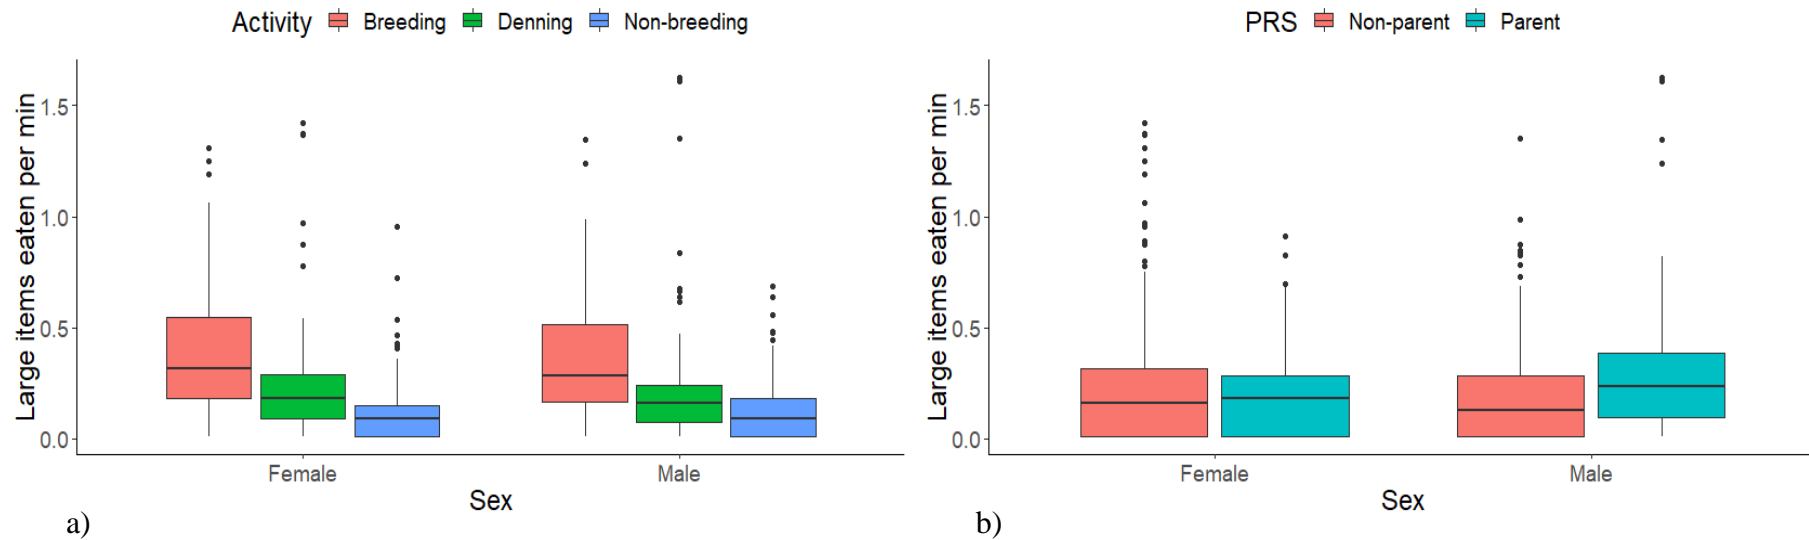 Activity Breeding Denning Non-breeding
Large items eaten per min
1.5
1.0
0.5
0.0
Female Male
Sex
a)
PRS Non-parent Parent
Large items eaten per min
1.5
1.0
0.5
0.0
Female Male
Sex
b)